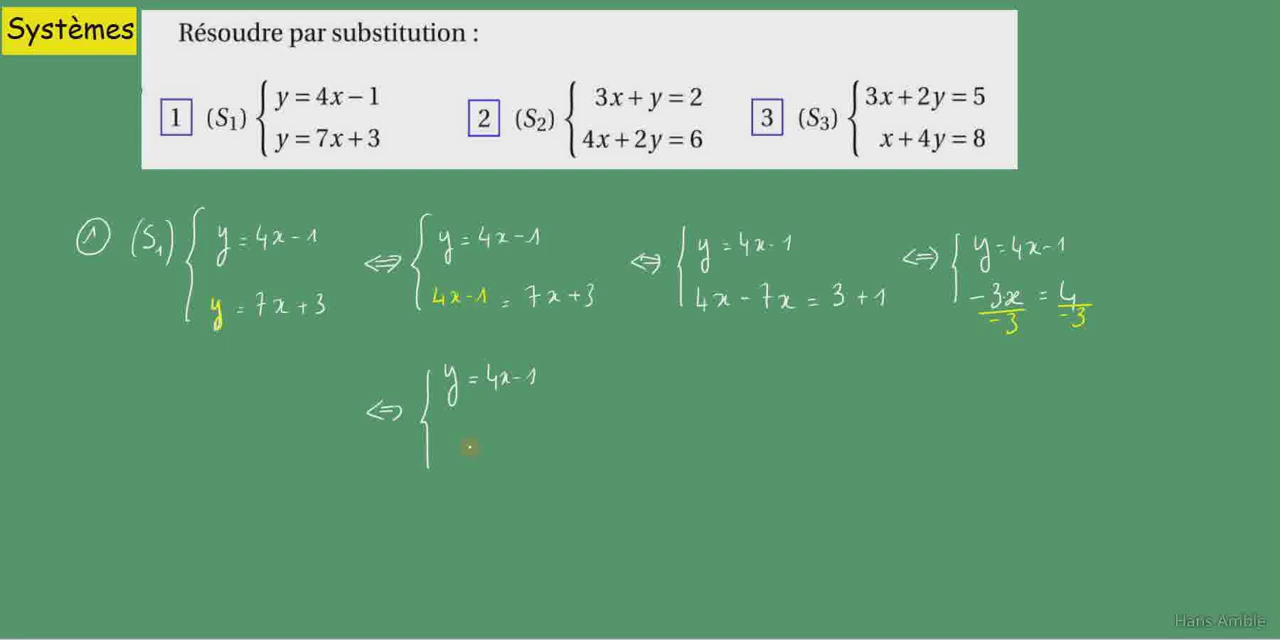 Systèmes
Résoudre par substitution :
1 (S₁) { y = 4x − 1
y = 7x + 3
2 (S₂) { 3x + y = 2
4x + 2y = 6
3 (S₃) { 3x + 2y = 5
x + 4y = 8
① (S₁) { y = 4x − 1
y = 7x + 3
⇔ { y = 4x − 1
4x − 1 = 7x + 3
⇔ { y = 4x − 1
4x − 7x = 3 + 1
⇔ { y = 4x − 1
−3x/−3 = 4/−3
⇔ { y = 4x − 1
Hans Amble